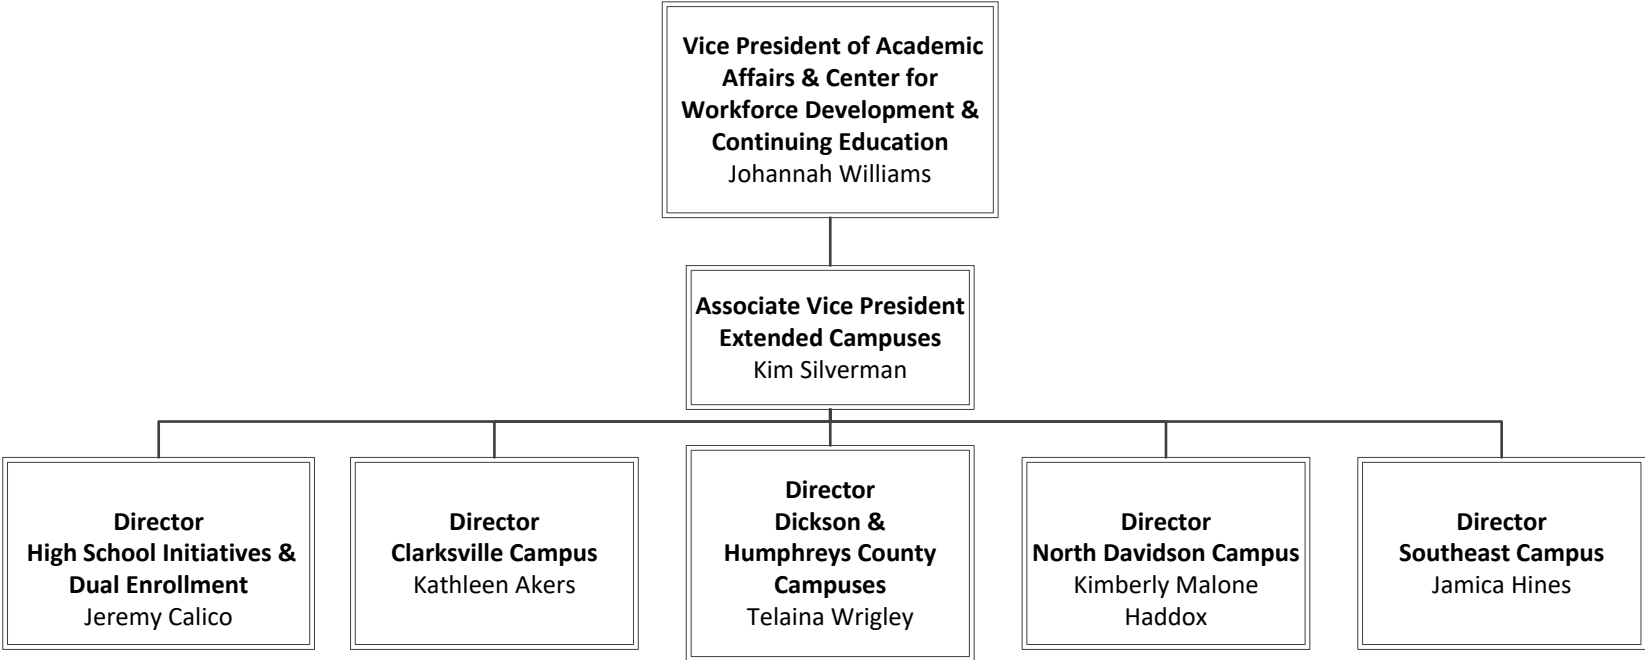 Vice President of Academic
Affairs & Center for
Workforce Development &
Continuing Education
Johannah Williams
Associate Vice President
Extended Campuses
Kim Silverman
Director
High School Initiatives &
Dual Enrollment
Jeremy Calico
Director
Clarksville Campus
Kathleen Akers
Director
Dickson &
Humphreys County
Campuses
Telaina Wrigley
Director
North Davidson Campus
Kimberly Malone
Haddox
Director
Southeast Campus
Jamica Hines